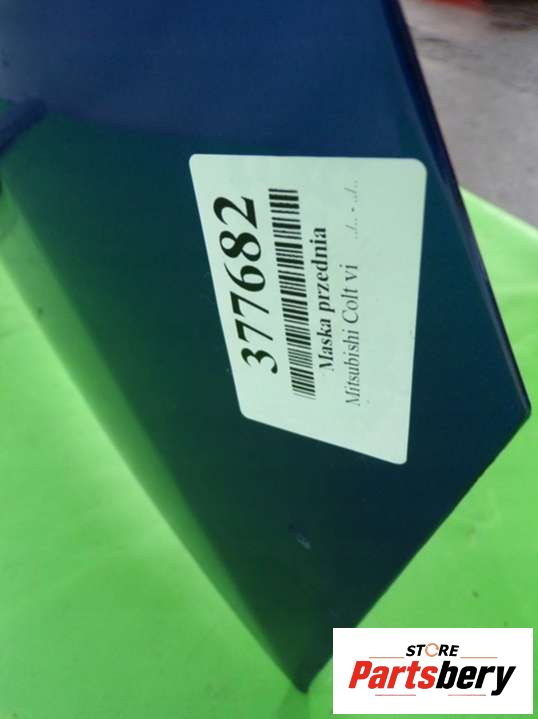 377682
Maska przednia
Mitsubishi Colt vi ../.. - ../..
STORE
Partsbery